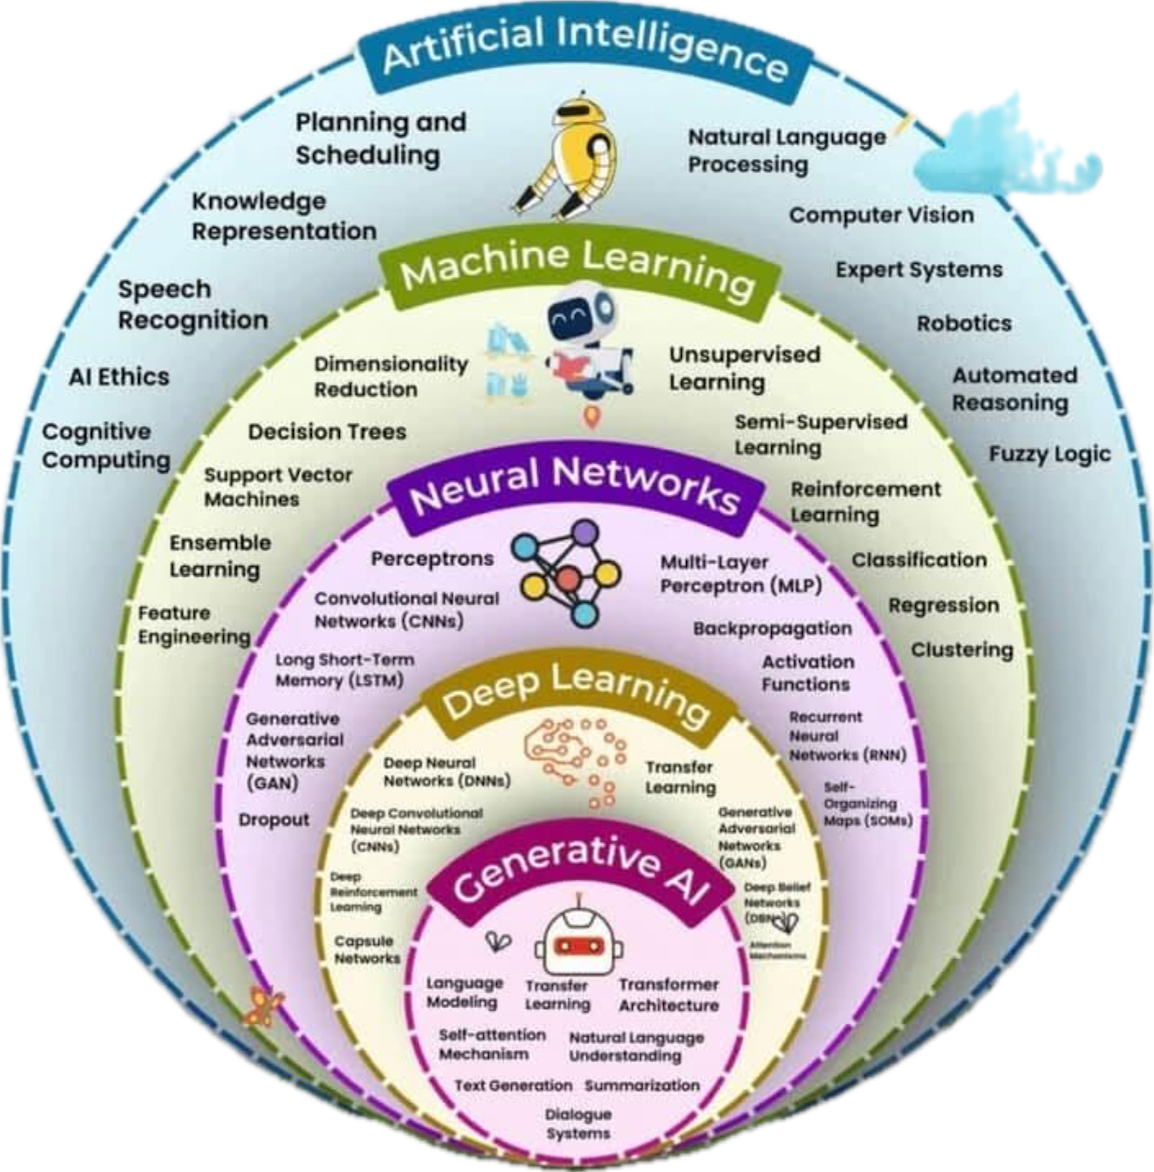 Artificial Intelligence
Planning and
Scheduling
Natural Language
Processing
Knowledge
Representation
Computer Vision
Speech
Recognition
Expert Systems
Robotics
AI Ethics
Automated
Reasoning
Cognitive
Computing
Fuzzy Logic
Machine Learning
Dimensionality
Reduction
Unsupervised
Learning
Decision Trees
Semi-Supervised
Learning
Support Vector
Machines
Reinforcement
Learning
Ensemble
Learning
Classification
Feature
Engineering
Regression
Clustering
Neural Networks
Perceptrons
Multi-Layer
Perceptron (MLP)
Convolutional Neural
Networks (CNNs)
Backpropagation
Long Short-Term
Memory (LSTM)
Activation
Functions
Generative
Adversarial
Networks
(GAN)
Recurrent
Neural
Networks (RNN)
Dropout
Self-
Organizing
Maps (SOMs)
Deep Learning
Deep Neural
Networks (DNNs)
Transfer
Learning
Deep Convolutional
Neural Networks
(CNNs)
Generative
Adversarial
Networks
(GANs)
Deep
Reinforcement
Learning
Deep Belief
Networks
(DBNs)
Capsule
Networks
Attention
Mechanisms
Generative AI
Language
Modeling
Transfer
Learning
Transformer
Architecture
Self-attention
Mechanism
Natural Language
Understanding
Text Generation
Summarization
Dialogue
Systems